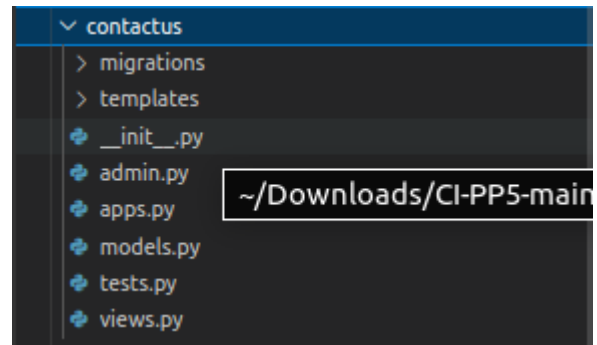 contactus
migrations
templates
__init__.py
admin.py
~/Downloads/CI-PP5-main
apps.py
models.py
tests.py
views.py